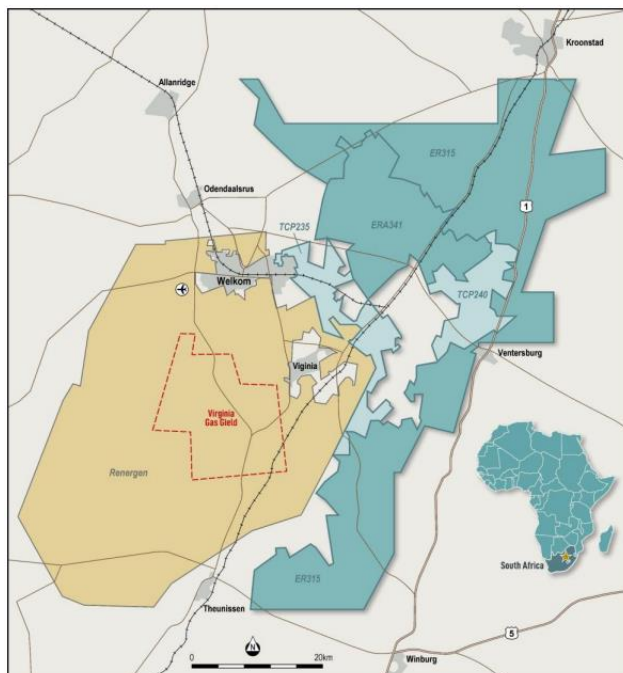 Kroonstad
Allanridge
ER315
Odendaalsrus
1
TCP235
ERA341
Welkom
TCP240
Ventersburg
Viginia
Virginia
Gas Gield
Renergen
South Africa
ER315
Theunissen
N
5
0
20km
Winburg